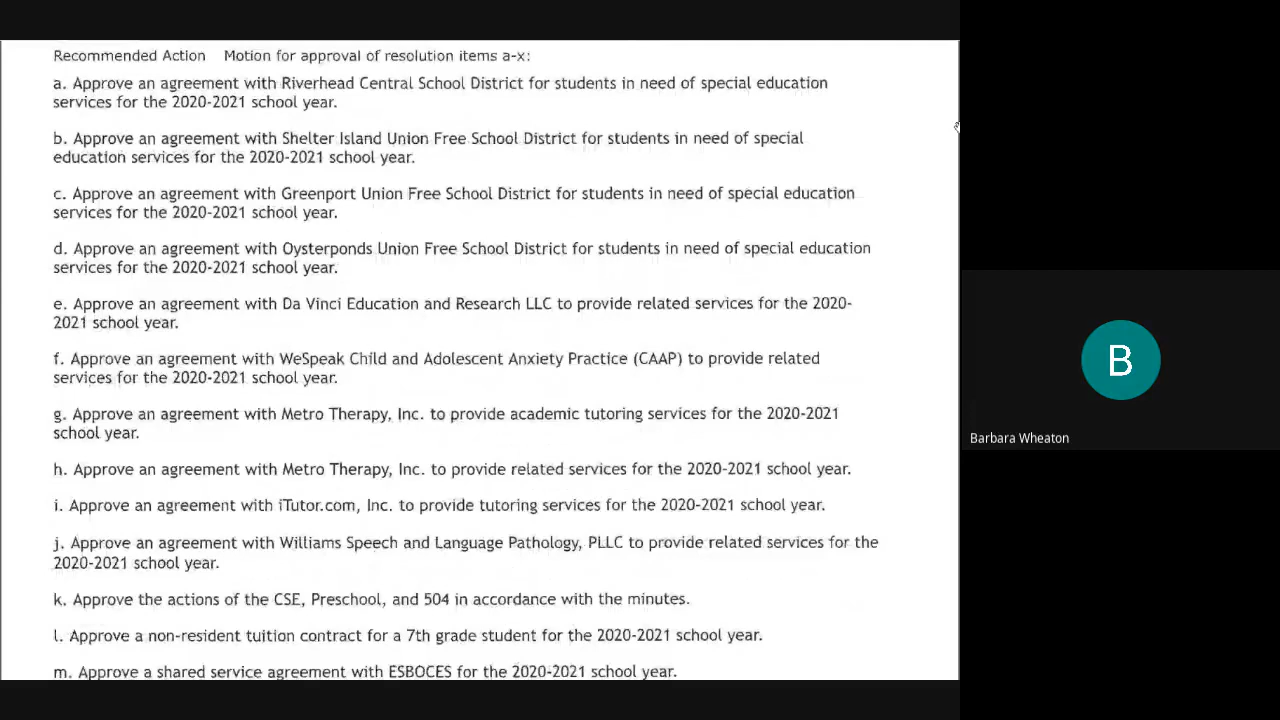 Recommended Action Motion for approval of resolution items a-x:
a. Approve an agreement with Riverhead Central School District for students in need of special education
services for the 2020-2021 school year.
b. Approve an agreement with Shelter Island Union Free School District for students in need of special
education services for the 2020-2021 school year.
c. Approve an agreement with Greenport Union Free School District for students in need of special education
services for the 2020-2021 school year.
d. Approve an agreement with Oysterponds Union Free School District for students in need of special education
services for the 2020-2021 school year.
e. Approve an agreement with Da Vinci Education and Research LLC to provide related services for the 2020-
2021 school year.
f. Approve an agreement with WeSpeak Child and Adolescent Anxiety Practice (CAAP) to provide related
services for the 2020-2021 school year.
g. Approve an agreement with Metro Therapy, Inc. to provide academic tutoring services for the 2020-2021
school year.
h. Approve an agreement with Metro Therapy, Inc. to provide related services for the 2020-2021 school year.
i. Approve an agreement with iTutor.com, Inc. to provide tutoring services for the 2020-2021 school year.
j. Approve an agreement with Williams Speech and Language Pathology, PLLC to provide related services for the
2020-2021 school year.
k. Approve the actions of the CSE, Preschool, and 504 in accordance with the minutes.
l. Approve a non-resident tuition contract for a 7th grade student for the 2020-2021 school year.
m. Approve a shared service agreement with ESBOCES for the 2020-2021 school year.
B
Barbara Wheaton